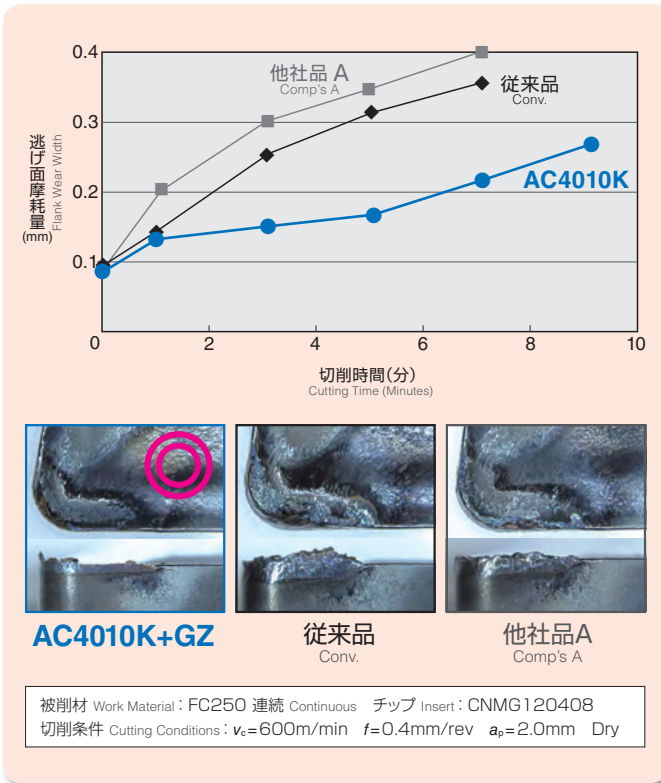 0.4
0.3
0.2
0.1
0
2
4
6
8
10
逃げ面摩耗量
(mm)
Flank Wear Width
他社品 A
Comp's A
従来品
Conv.
AC4010K
切削時間(分)
Cutting Time (Minutes)
AC4010K+GZ
従来品
Conv.
他社品A
Comp's A
被削材 Work Material : FC250 連続 Continuous チップ Insert : CNMG120408
切削条件 Cutting Conditions : vc=600m/min f=0.4mm/rev ap=2.0mm Dry